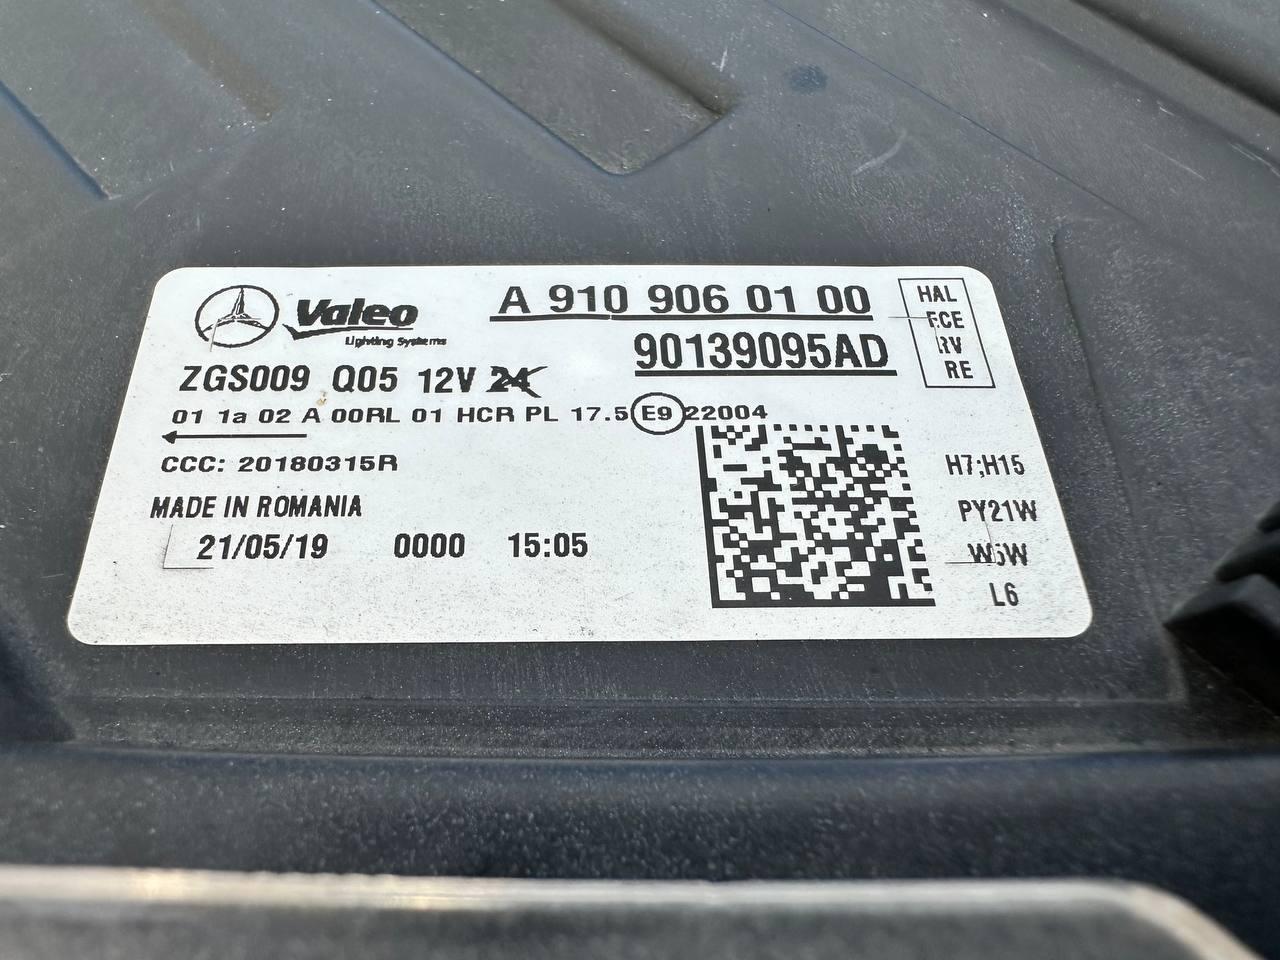 Valeo
Lighting Systems
A 910 906 01 00
90139095AD
HAL
ECE
RV
RE
ZGS009 Q05 12V 24
01 1a 02 A 00RL 01 HCR PL 17.5 E9 22004
CCC: 20180315R
MADE IN ROMANIA
21/05/19 0000 15:05
H7;H15
PY21W
W5W
L6